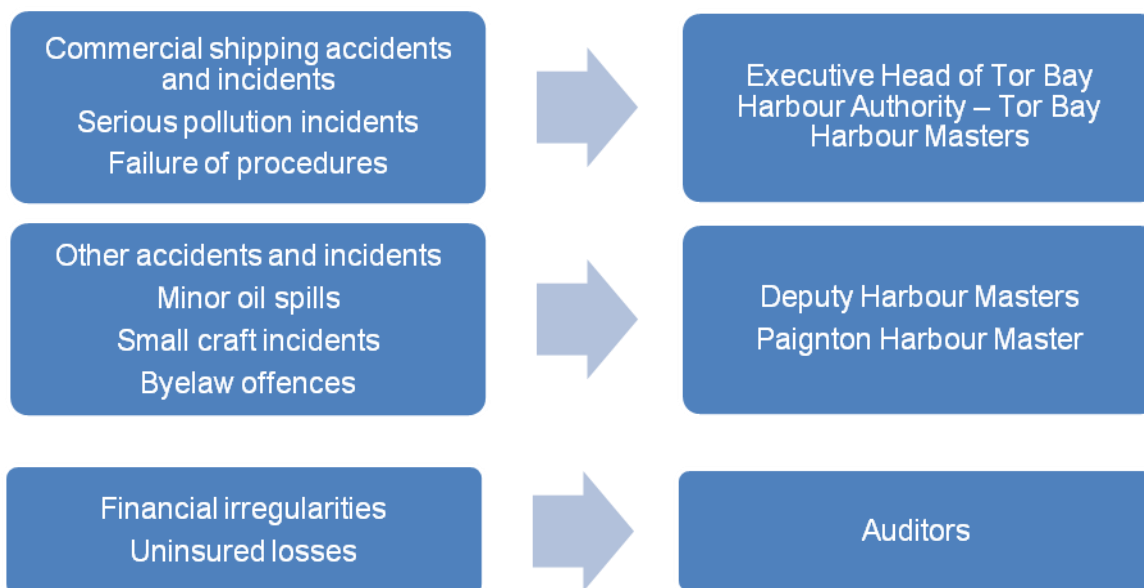 Commercial shipping accidents
and incidents
Serious pollution incidents
Failure of procedures
Executive Head of Tor Bay
Harbour Authority – Tor Bay
Harbour Masters
Other accidents and incidents
Minor oil spills
Small craft incidents
Byelaw offences
Deputy Harbour Masters
Paignton Harbour Master
Financial irregularities
Uninsured losses
Auditors